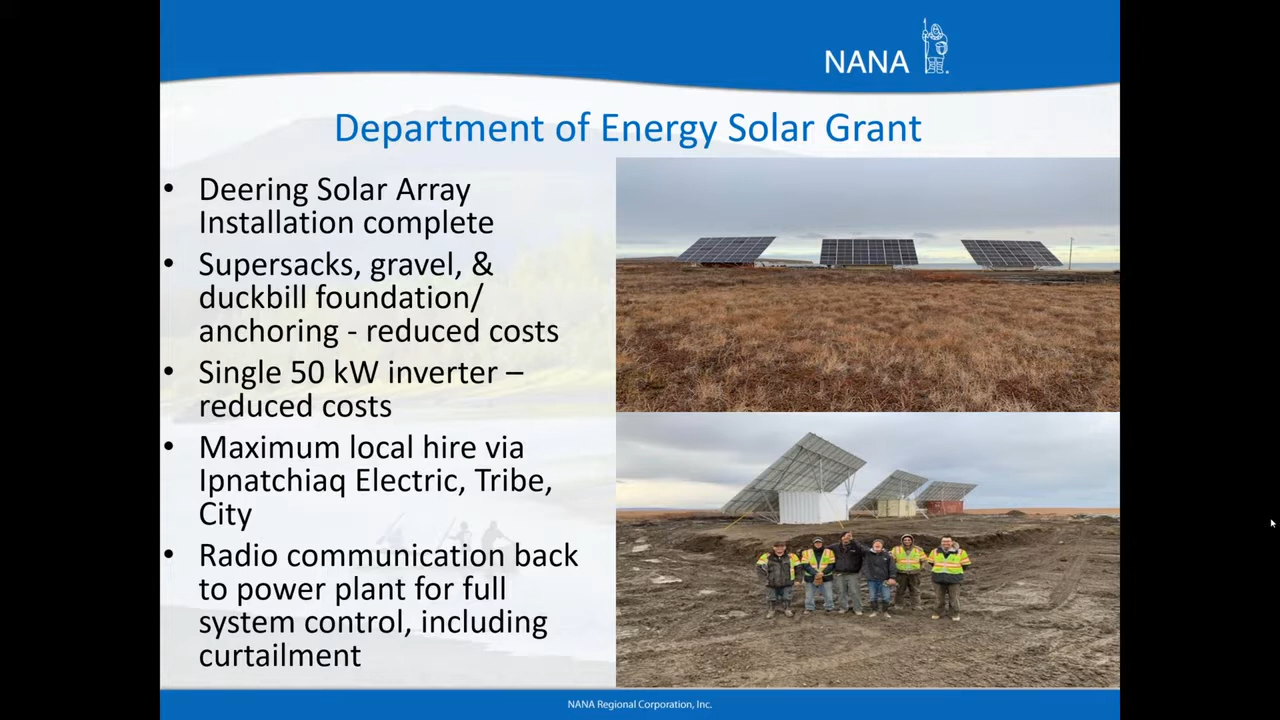 NANA
Department of Energy Solar Grant
• Deering Solar Array
Installation complete
• Supersacks, gravel, &
duckbill foundation/
anchoring - reduced costs
• Single 50 kW inverter –
reduced costs
• Maximum local hire via
Ipnatchiaq Electric, Tribe,
City
• Radio communication back
to power plant for full
system control, including
curtailment
NANA Regional Corporation, Inc.